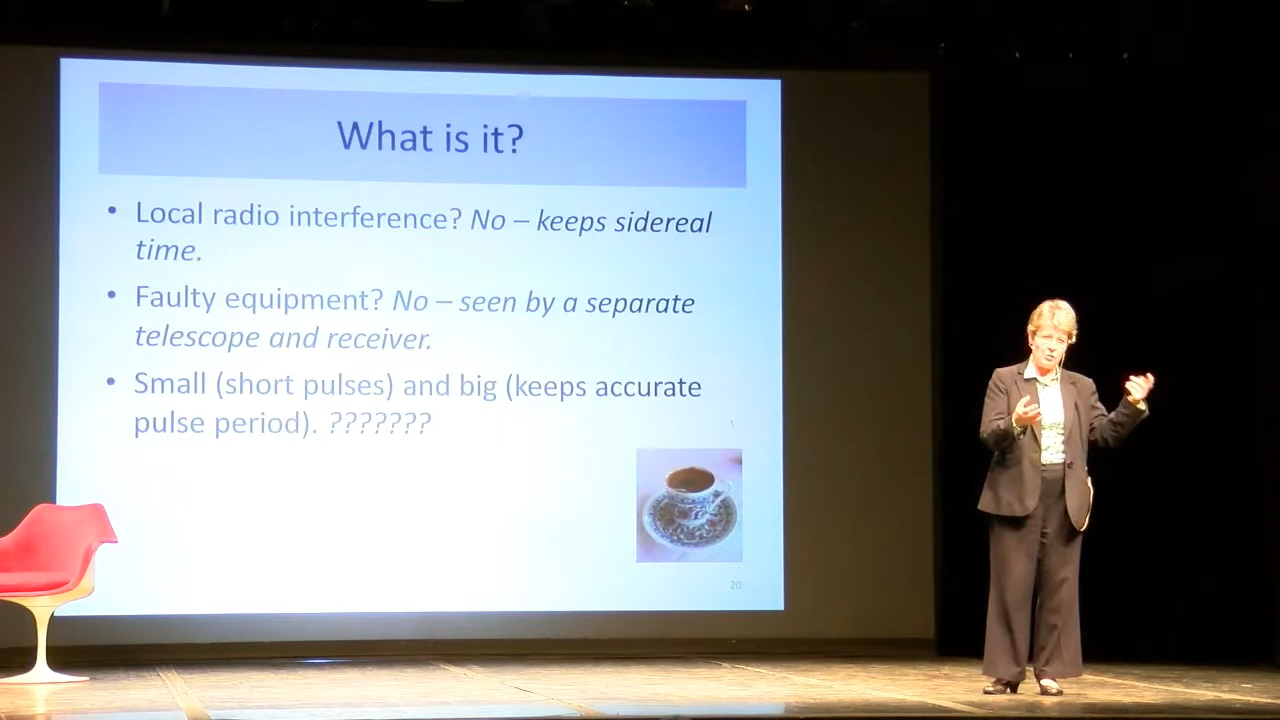 What is it?
• Local radio interference? No – keeps sidereal
time.
• Faulty equipment? No – seen by a separate
telescope and receiver.
• Small (short pulses) and big (keeps accurate
pulse period). ???????
20